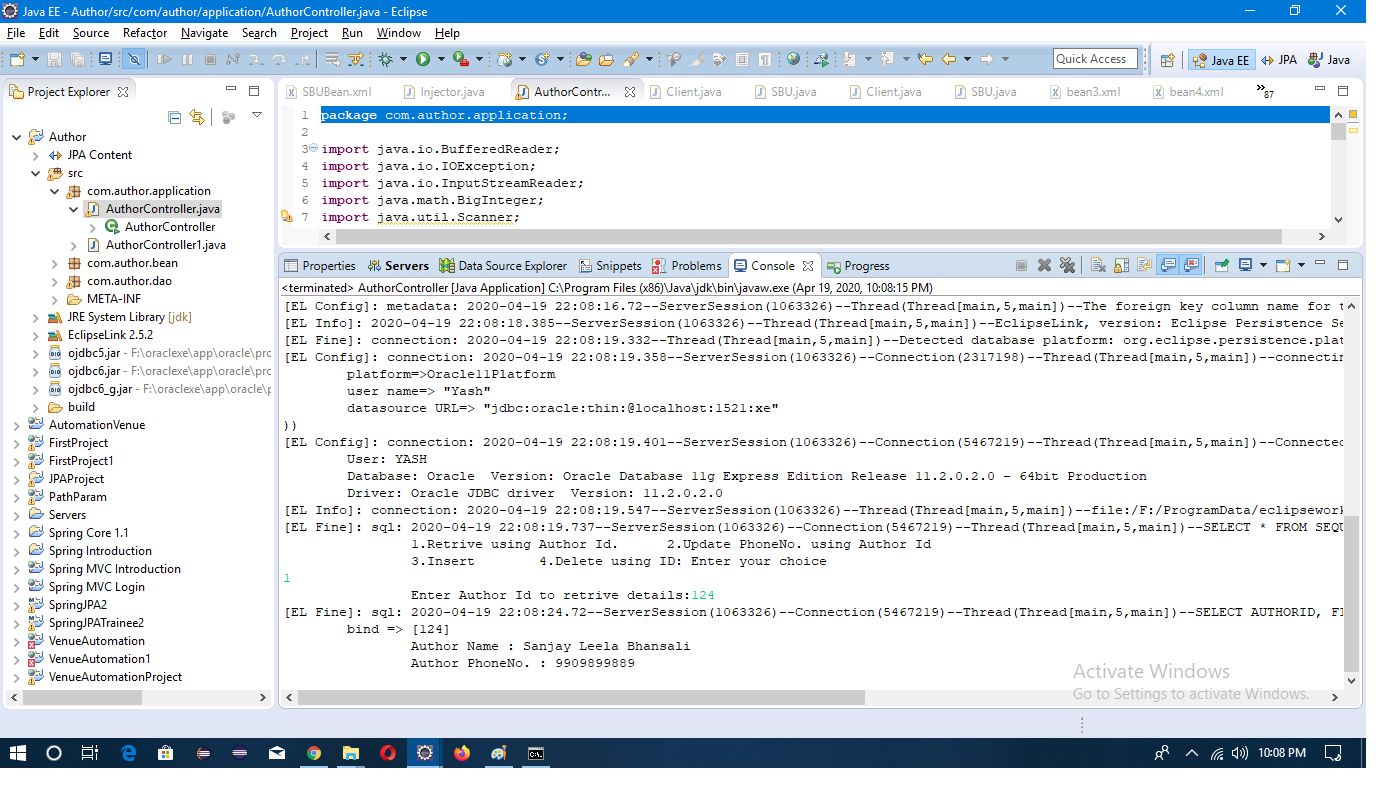 Java EE - Author/src/com/author/application/AuthorController.java - Eclipse
File Edit Source Refactor Navigate Search Project Run Window Help
Quick Access
Java EE
JPA
Java
Project Explorer
SBUBean.xml
Injector.java
AuthorContr...
Client.java
SBU.java
Client.java
SBU.java
bean3.xml
bean4.xml
»87
Author
JPA Content
src
com.author.application
AuthorController.java
AuthorController
AuthorController1.java
com.author.bean
com.author.dao
META-INF
JRE System Library [jdk]
EclipseLink 2.5.2
ojdbc5.jar - F:\oraclexe\app\oracle\prc
ojdbc6.jar - F:\oraclexe\app\oracle\prc
ojdbc6_g.jar - F:\oraclexe\app\oracle\p
build
AutomationVenue
FirstProject
FirstProject1
JPAProject
PathParam
Servers
Spring Core 1.1
Spring Introduction
Spring MVC Introduction
Spring MVC Login
SpringJPA2
SpringJPATrainee2
VenueAutomation
VenueAutomation1
VenueAutomationProject
1 package com.author.application;
2
3 import java.io.BufferedReader;
4 import java.io.IOException;
5 import java.io.InputStreamReader;
6 import java.math.BigInteger;
7 import java.util.Scanner;
Properties Servers Data Source Explorer Snippets Problems Console Progress
<terminated> AuthorController [Java Application] C:\Program Files (x86)\Java\jdk\bin\javaw.exe (Apr 19, 2020, 10:08:15 PM)
[EL Config]: metadata: 2020-04-19 22:08:16.72--ServerSession(1063326)--Thread(Thread[main,5,main])--The foreign key column name for t
[EL Info]: 2020-04-19 22:08:18.385--ServerSession(1063326)--Thread(Thread[main,5,main])--EclipseLink, version: Eclipse Persistence Se
[EL Fine]: connection: 2020-04-19 22:08:19.332--Thread(Thread[main,5,main])--Detected database platform: org.eclipse.persistence.plat
[EL Config]: connection: 2020-04-19 22:08:19.358--ServerSession(1063326)--Connection(2317198)--Thread(Thread[main,5,main])--connectin
platform=>Oracle11Platform
user name=> "Yash"
datasource URL=> "jdbc:oracle:thin:@localhost:1521:xe"
))
[EL Config]: connection: 2020-04-19 22:08:19.401--ServerSession(1063326)--Connection(5467219)--Thread(Thread[main,5,main])--Connected
User: YASH
Database: Oracle Version: Oracle Database 11g Express Edition Release 11.2.0.2.0 - 64bit Production
Driver: Oracle JDBC driver Version: 11.2.0.2.0
[EL Info]: connection: 2020-04-19 22:08:19.547--ServerSession(1063326)--Thread(Thread[main,5,main])--file:/F:/ProgramData/eclipsework
[EL Fine]: sql: 2020-04-19 22:08:19.737--ServerSession(1063326)--Connection(5467219)--Thread(Thread[main,5,main])--SELECT * FROM SEQU
1.Retrive using Author Id. 2.Update PhoneNo. using Author Id
3.Insert 4.Delete using ID: Enter your choice
1
Enter Author Id to retrive details:124
[EL Fine]: sql: 2020-04-19 22:08:24.72--ServerSession(1063326)--Connection(5467219)--Thread(Thread[main,5,main])--SELECT AUTHORID, FI
bind => [124]
Author Name : Sanjay Leela Bhansali
Author PhoneNo. : 9909899889
Activate Windows
Go to Settings to activate Windows.
10:08 PM